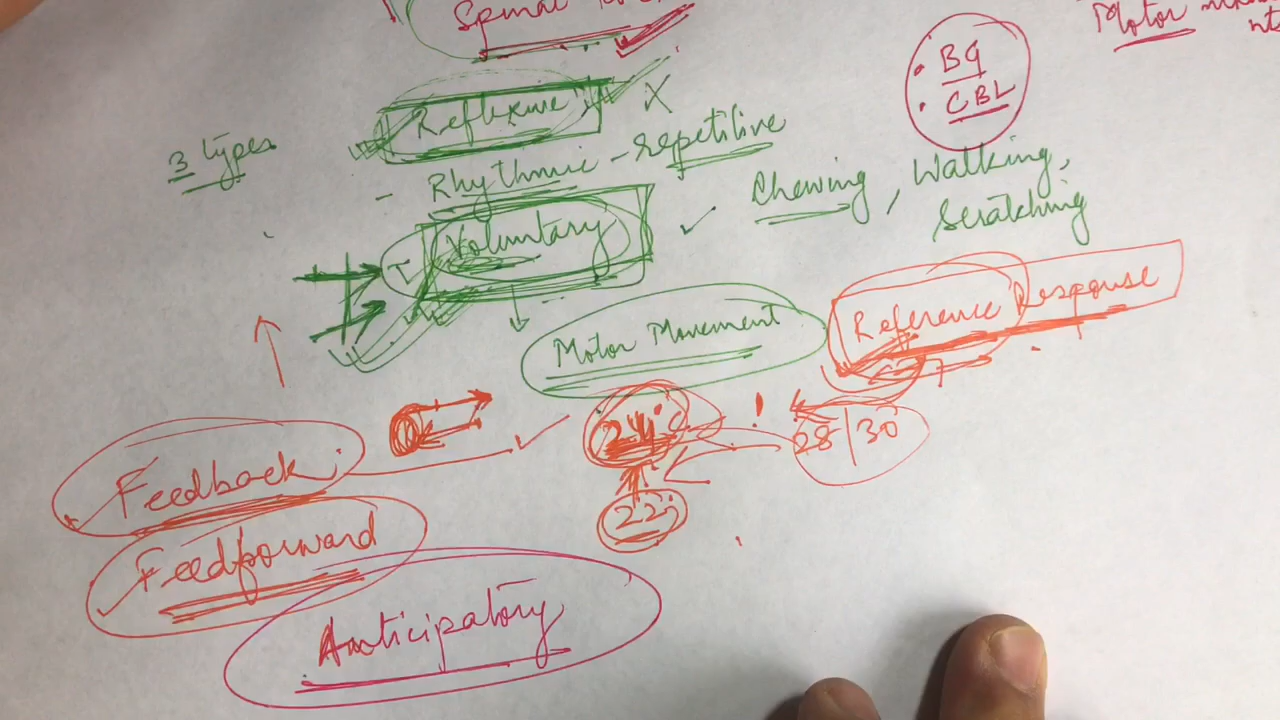 Spinal
Motor
BG
CBL
3 types
Reflexive X
- Rhythmic - repetitive
Chewing, Walking,
Scratching
Voluntary
Motor Movement
Reference Response
Feedback
24°C !
28/30
22°
Feedforward
Anticipatory